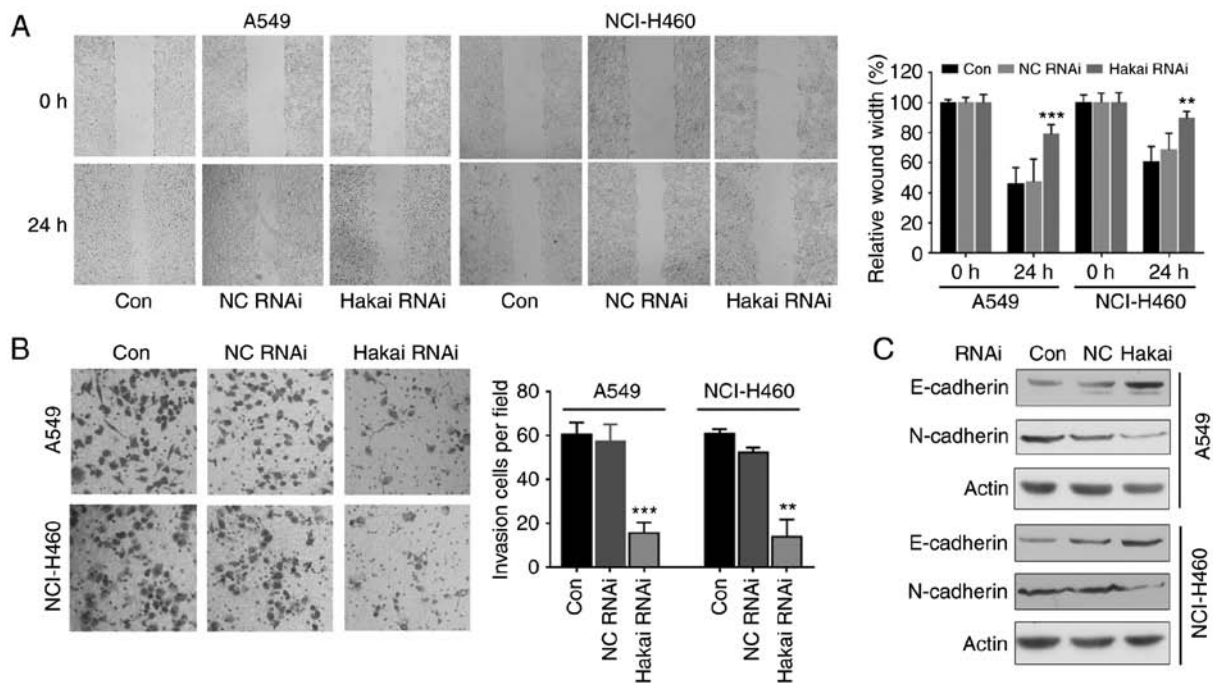 A
A549
NCI-H460
0 h
24 h
Con
NC RNAi
Hakai RNAi
Con
NC RNAi
Hakai RNAi
Con
NC RNAi
Hakai RNAi
Relative wound width (%)
120
100
80
60
40
20
0
***
**
0 h
24 h
0 h
24 h
A549
NCI-H460
B
Con
NC RNAi
Hakai RNAi
A549
NCI-H460
Invasion cells per field
80
60
40
20
0
A549
NCI-H460
***
**
Con
NC RNAi
Hakai RNAi
Con
NC RNAi
Hakai RNAi
C
RNAi Con NC Hakai
E-cadherin
N-cadherin
Actin
A549
E-cadherin
N-cadherin
Actin
NCI-H460